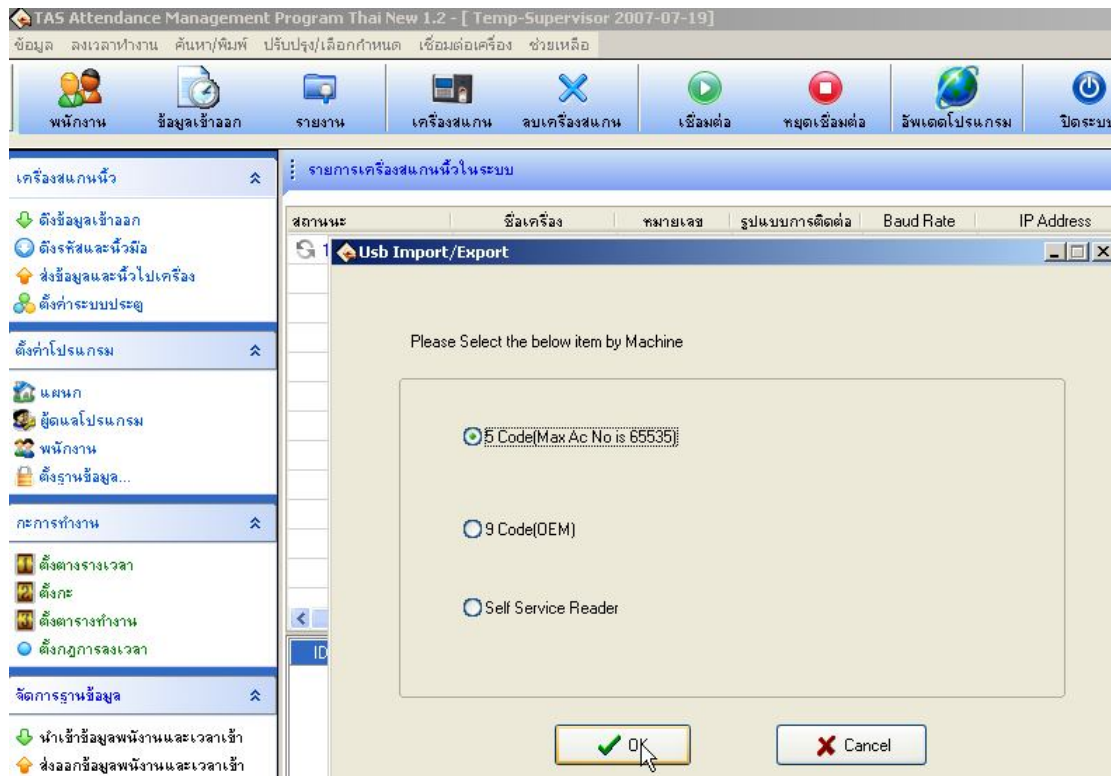 TAS Attendance Management Program Thai New 1.2 - [ Temp-Supervisor 2007-07-19]
ข้อมูล ลงเวลาทำงาน ค้นหา/พิมพ์ ปรับปรุง/เลือกกำหนด เชื่อมต่อเครื่อง ช่วยเหลือ
พนักงาน ข้อมูลเข้าออก รายงาน เครื่องสแกน ลบเครื่องสแกน เชื่อมต่อ หยุดเชื่อมต่อ อัพเดดโปรแกรม ปิดระบบ
เครื่องสแกนนิ้ว
ดึงข้อมูลเข้าออก
ดึงรหัสและนิ้วมือ
ส่งข้อมูลและนิ้วไปเครื่อง
ตั้งค่าระบบประตู
ตั้งค่าโปรแกรม
แผนก
ผู้ดูแลโปรแกรม
พนักงาน
ตั้งฐานข้อมูล...
กะการทำงาน
ตั้งตารางเวลา
ตั้งกะ
ตั้งตารางทำงาน
ตั้งกฎการลงเวลา
จัดการฐานข้อมูล
นำเข้าข้อมูลพนังานและเวลาเข้า
ส่งออกข้อมูลพนังานและเวลาเข้า
รายการเครื่องสแกนนิ้วในระบบ
สถานนะ ชื่อเครื่อง หมายเลข รูปแบบการติดต่อ Baud Rate IP Address
1
Usb Import/Export
Please Select the below item by Machine
5 Code(Max Ac No is 65535)
9 Code(OEM)
Self Service Reader
OK Cancel
ID